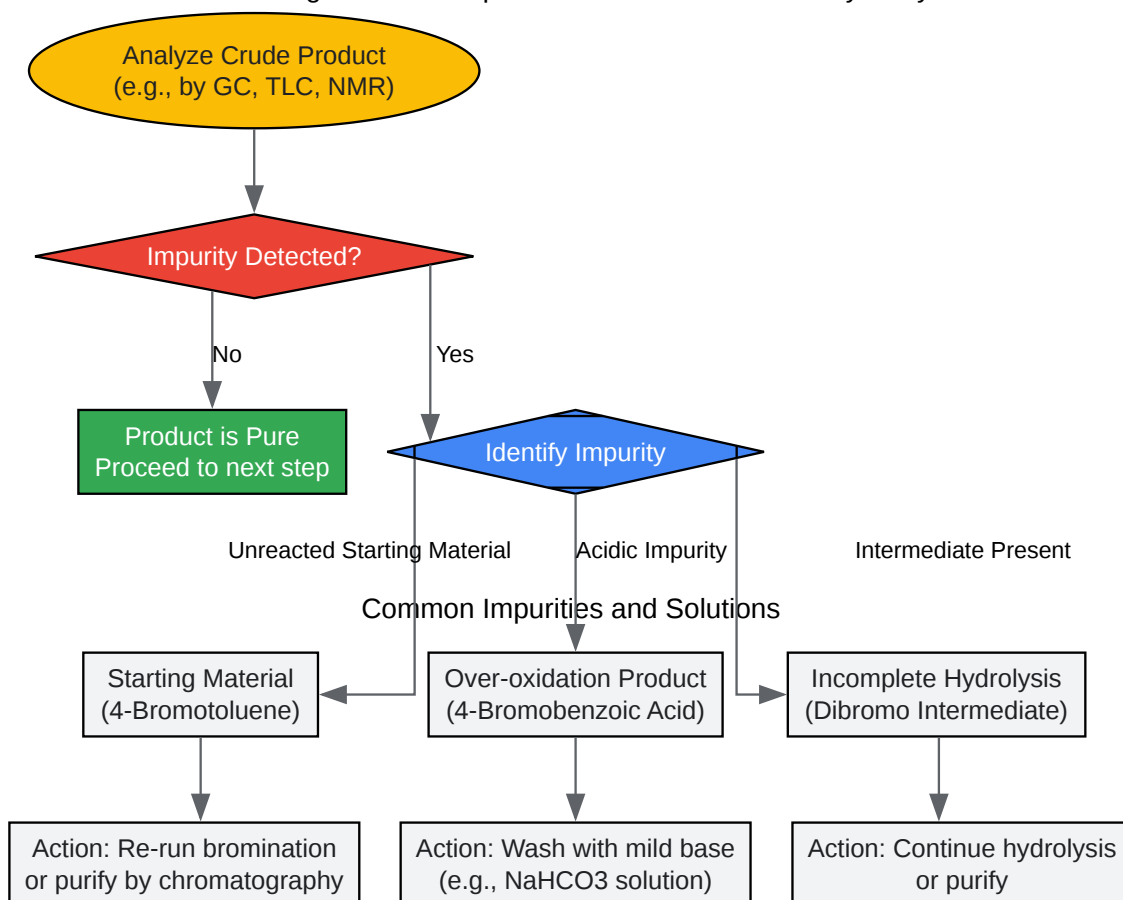 Analyze Crude Product
(e.g., by GC, TLC, NMR)
Impurity Detected?
No
Yes
Product is Pure
Proceed to next step
Identify Impurity
Unreacted Starting Material
Acidic Impurity
Intermediate Present
Common Impurities and Solutions
Starting Material
(4-Bromotoluene)
Over-oxidation Product
(4-Bromobenzoic Acid)
Incomplete Hydrolysis
(Dibromo Intermediate)
Action: Re-run bromination
or purify by chromatography
Action: Wash with mild base
(e.g., NaHCO3 solution)
Action: Continue hydrolysis
or purify